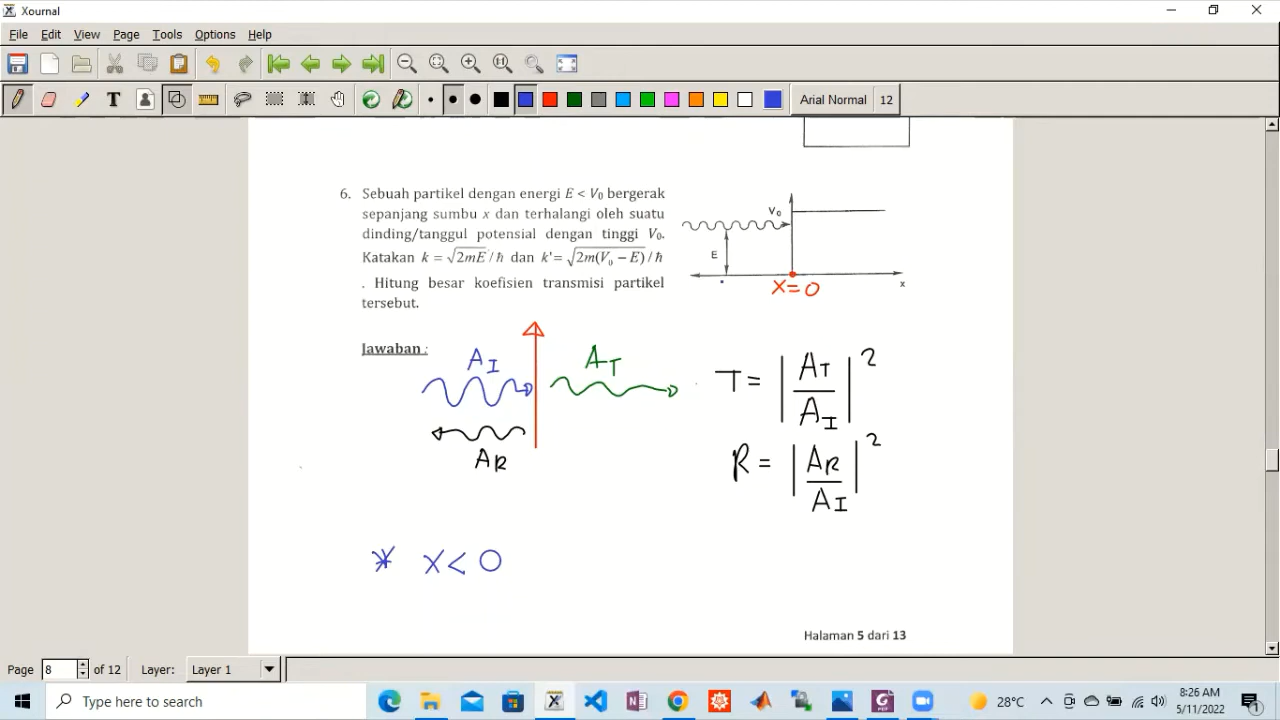 Xournal
File Edit View Page Tools Options Help
Arial Normal 12
6. Sebuah partikel dengan energi E < V₀ bergerak
sepanjang sumbu x dan terhalangi oleh suatu
dinding/tanggul potensial dengan tinggi V₀.
Katakan k = √2mE / ħ dan k'= √2m(V₀ − E) / ħ
. Hitung besar koefisien transmisi partikel
tersebut.
V₀
E
x
X=0
Jawaban :
A_I
A_T
A_R
T = |A_T / A_I|²
R = |A_R / A_I|²
* X < 0
Halaman 5 dari 13
Page 8 of 12 Layer: Layer 1
Type here to search
28°C
8:26 AM
5/11/2022